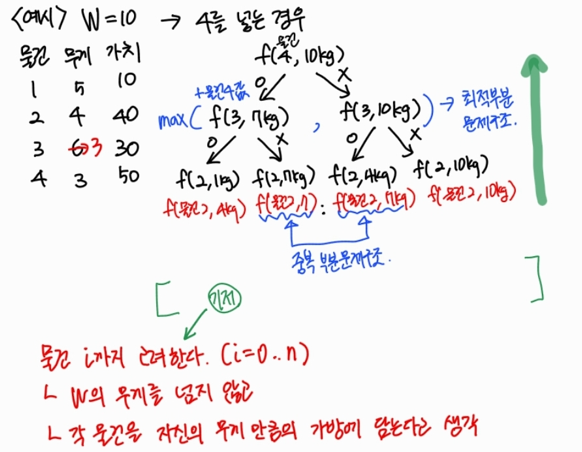 <예시> W=10 → 4를 넣는 경우
물건 무게 가치
1 5 10
2 4 40
3 6→3 30
4 3 50
물건
f(4, 10kg)
O X
+물건4값
max( f(3, 7kg) , f(3, 10kg) ) → 최적부분 문제구조.
O X O X
f(2, 1kg) f(2, 7kg) f(2, 4kg) f(2, 10kg)
f(물건2, 4kg) f(물건2, 7) : f(물건2, 7kg) f(물건2, 10kg)
중복 부분문제구조.
[ 기저 ]
물건 i까지 고려한다. (i=0..n)
ㄴ W의 무게를 넘지 않고
ㄴ 각 물건을 자신의 무게 만큼의 가방에 담는다고 생각